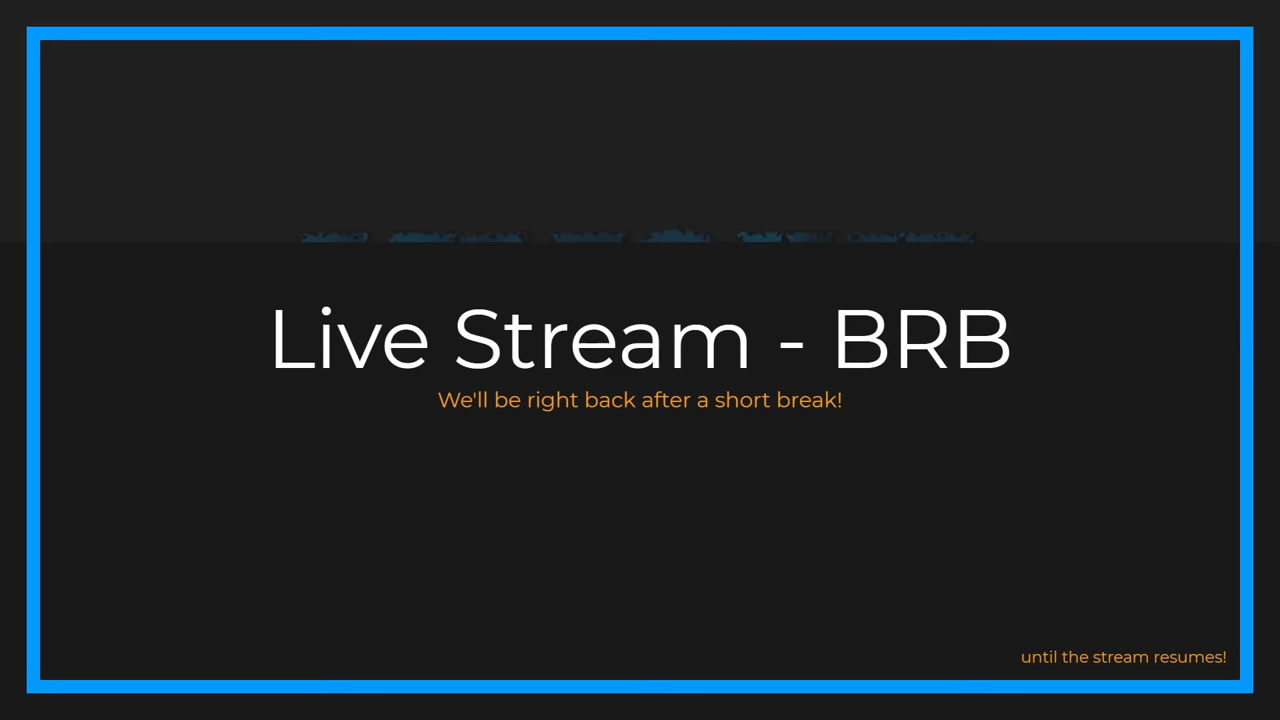 Live Stream - BRB
We'll be right back after a short break!
until the stream resumes!